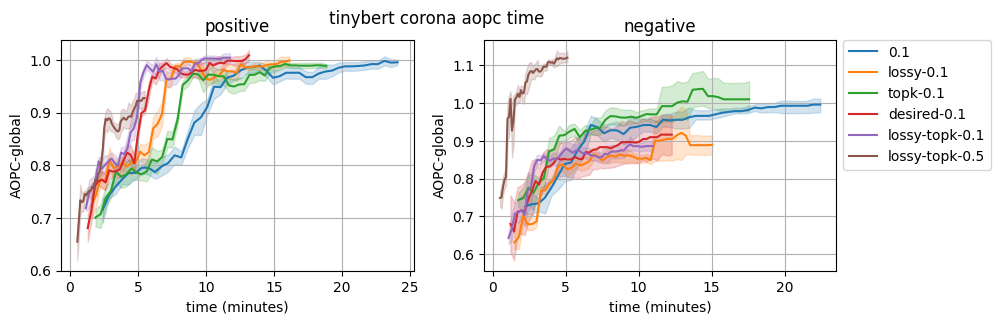 tinybert corona aopc time
positive
AOPC-global
1.0
0.9
0.8
0.7
0.6
0
5
10
15
20
25
time (minutes)
negative
AOPC-global
1.1
1.0
0.9
0.8
0.7
0.6
0
5
10
15
20
time (minutes)
0.1
lossy-0.1
topk-0.1
desired-0.1
lossy-topk-0.1
lossy-topk-0.5